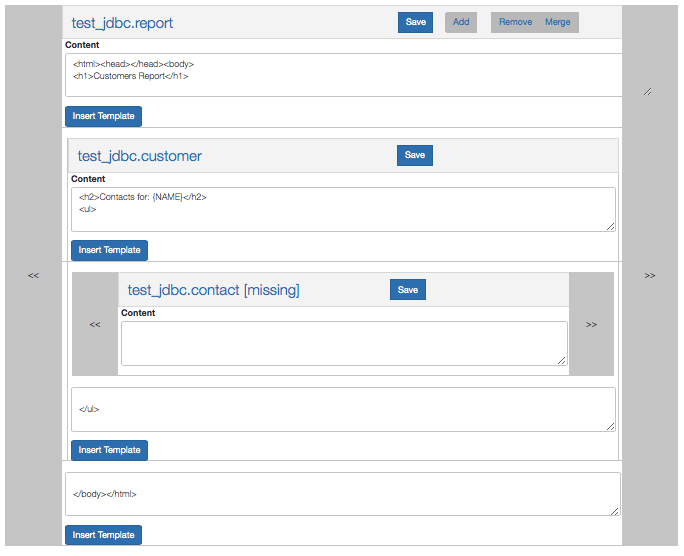 test_jdbc.report Save Add Remove Merge
Content
<html><head></head><body>
<h1>Customers Report</h1>
Insert Template
test_jdbc.customer Save
Content
<h2>Contacts for: {NAME}</h2>
<ul>
Insert Template
<< >>
test_jdbc.contact [missing] Save
Content
<< >>
</ul>
Insert Template
</body></html>
Insert Template